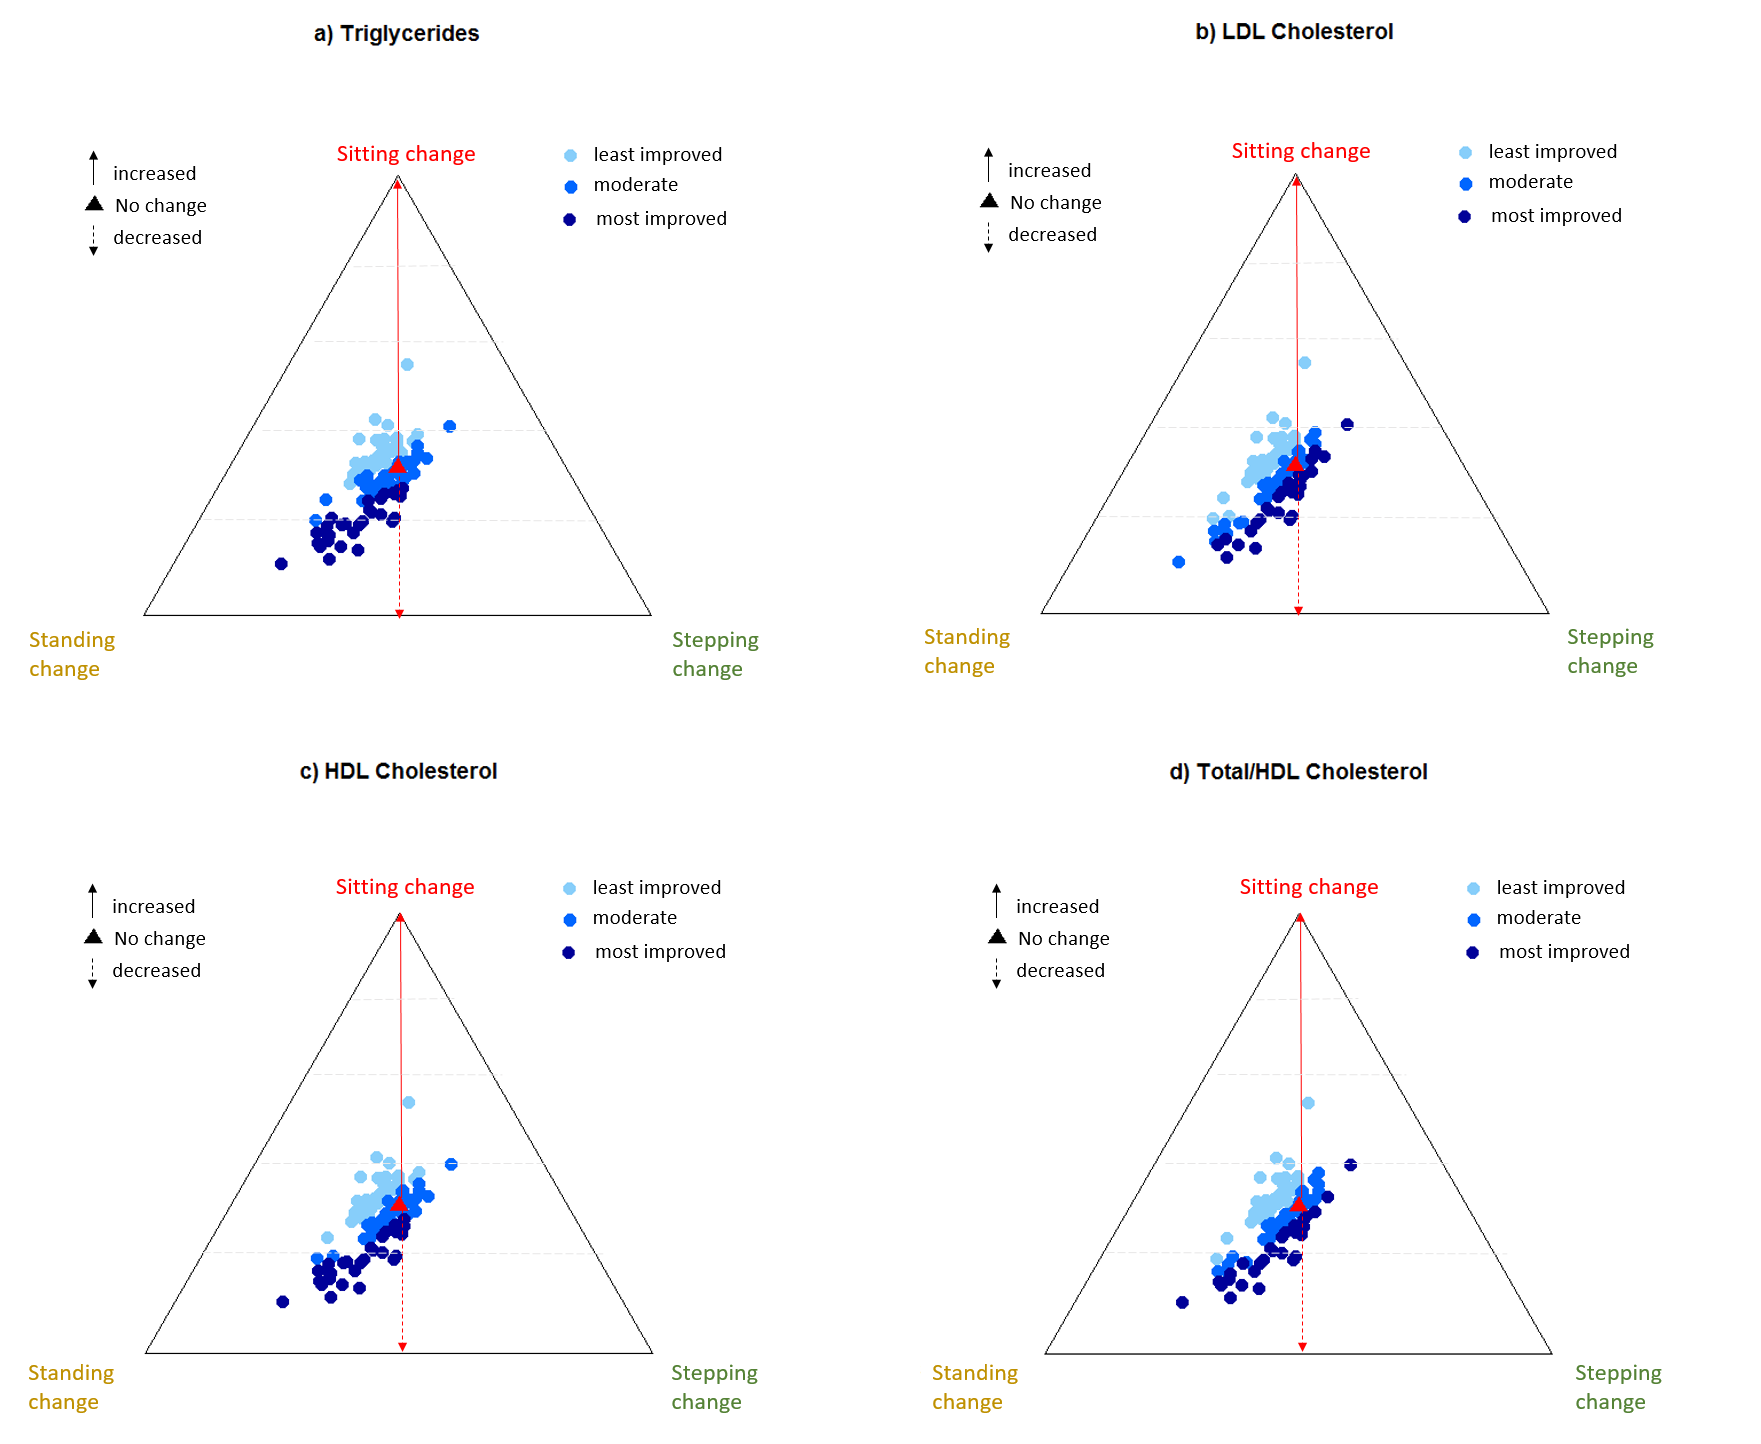 a) Triglycerides
Sitting change
increased
No change
decreased
least improved
moderate
most improved
Standing
change
Stepping
change
b) LDL Cholesterol
Sitting change
increased
No change
decreased
least improved
moderate
most improved
Standing
change
Stepping
change
c) HDL Cholesterol
Sitting change
increased
No change
decreased
least improved
moderate
most improved
Standing
change
Stepping
change
d) Total/HDL Cholesterol
Sitting change
increased
No change
decreased
least improved
moderate
most improved
Standing
change
Stepping
change